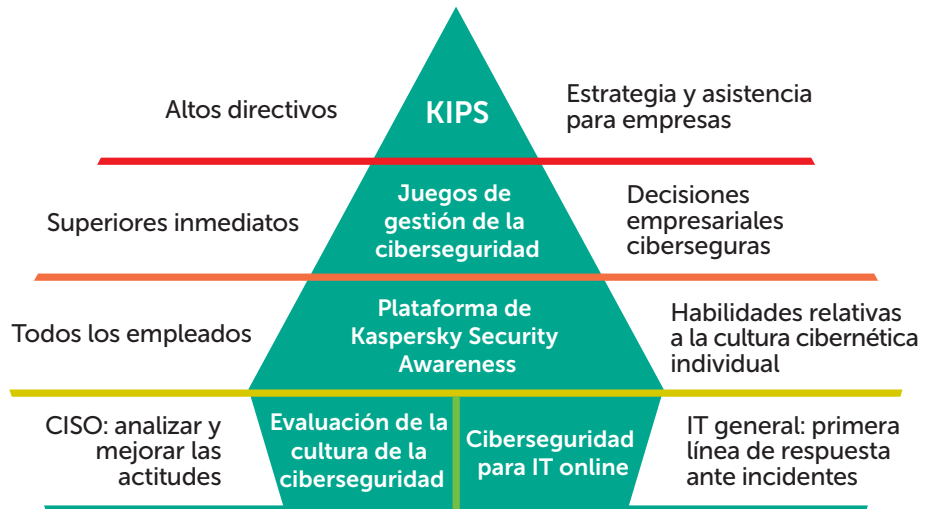 Altos directivos
KIPS
Estrategia y asistencia
para empresas
Superiores inmediatos
Juegos de
gestión de la
ciberseguridad
Decisiones
empresariales
ciberseguras
Todos los empleados
Plataforma de
Kaspersky Security
Awareness
Habilidades relativas
a la cultura cibernética
individual
CISO: analizar y
mejorar las
actitudes
Evaluación de la
cultura de la
ciberseguridad
Ciberseguridad
para IT online
IT general: primera
línea de respuesta
ante incidentes